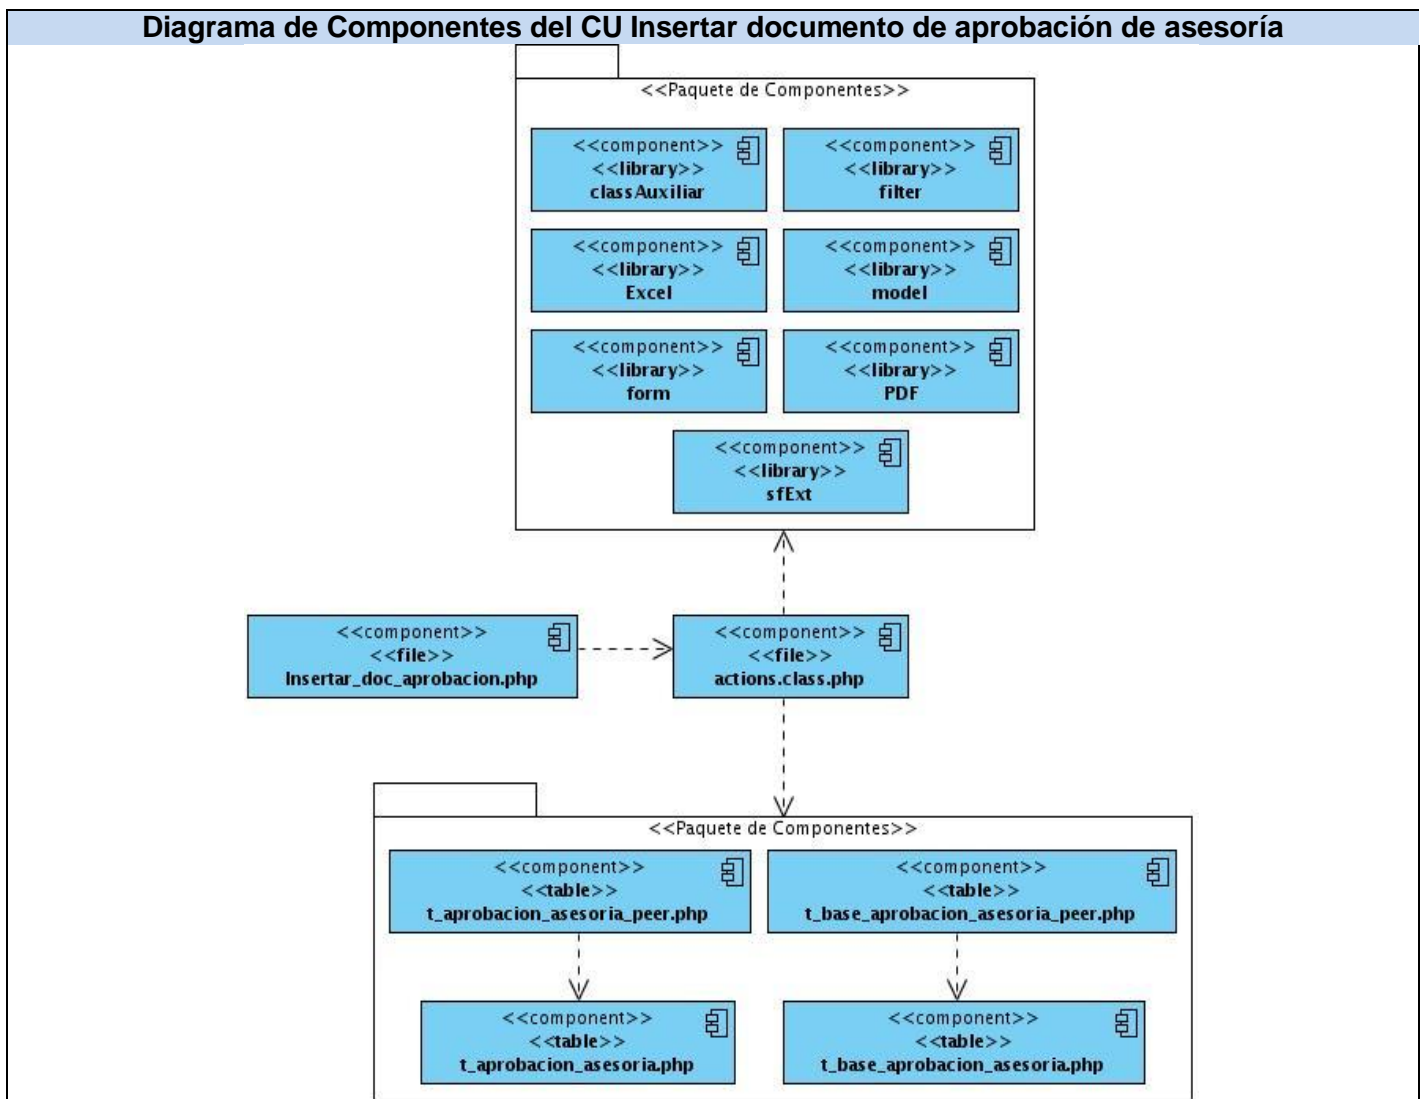 Diagrama de Componentes del CU Insertar documento de aprobación de asesoría
<<Paquete de Componentes>>
<<component>>
<<library>>
classAuxiliar
<<component>>
<<library>>
filter
<<component>>
<<library>>
Excel
<<component>>
<<library>>
model
<<component>>
<<library>>
form
<<component>>
<<library>>
PDF
<<component>>
<<library>>
sfExt
<<component>>
<<file>>
Insertar_doc_aprobacion.php
<<component>>
<<file>>
actions.class.php
<<Paquete de Componentes>>
<<component>>
<<table>>
t_aprobacion_asesoria_peer.php
<<component>>
<<table>>
t_base_aprobacion_asesoria_peer.php
<<component>>
<<table>>
t_aprobacion_asesoria.php
<<component>>
<<table>>
t_base_aprobacion_asesoria.php